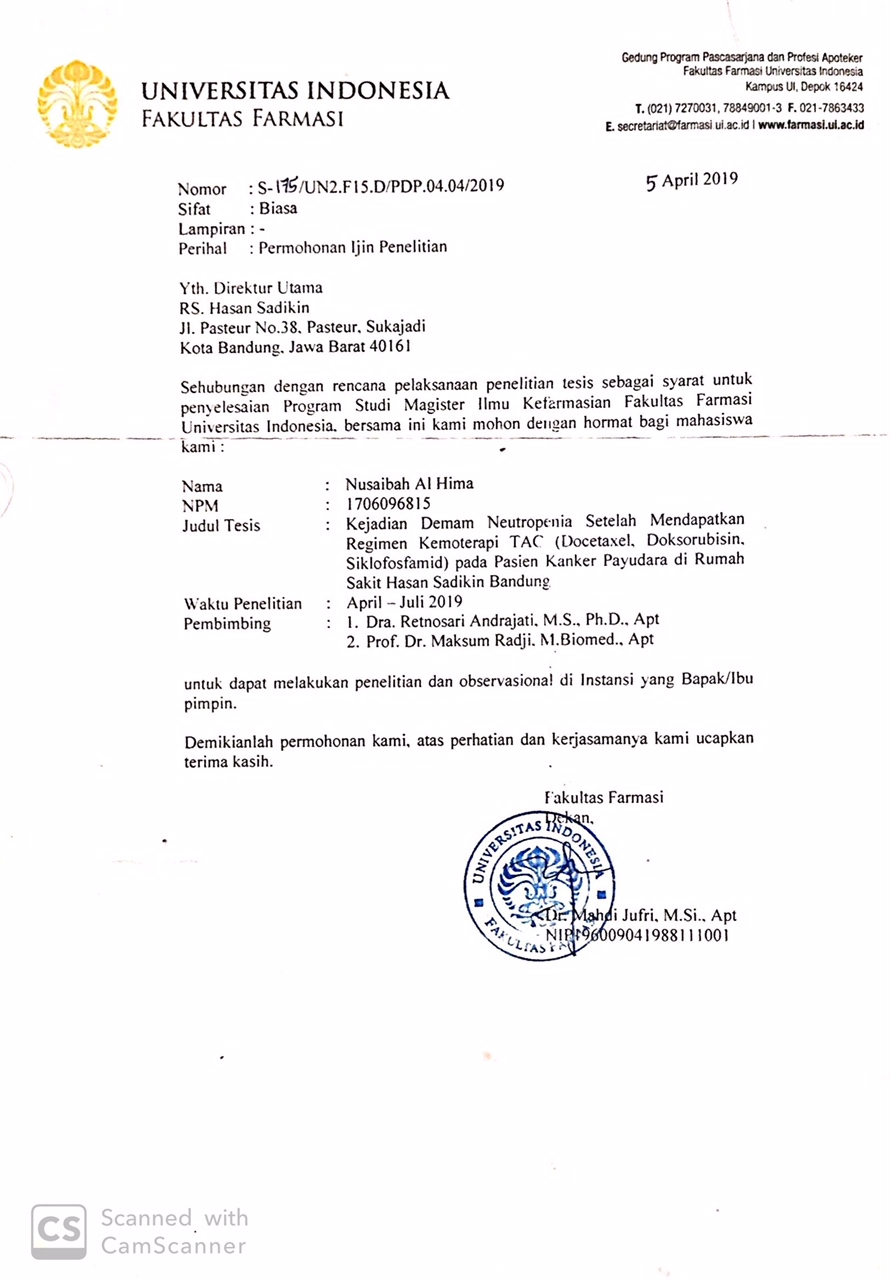 UNIVERSITAS INDONESIA
FAKULTAS FARMASI
Gedung Program Pascasarjana dan Profesi Apoteker
Fakultas Farmasi Universitas Indonesia
Kampus UI, Depok 16424
T. (021) 7270031, 78849001-3 F. 021-7863433
E. secretariat@farmasi.ui.ac.id I www.farmasi.ui.ac.id
Nomor : S-175/UN2.F15.D/PDP.04.04/2019
5 April 2019
Sifat : Biasa
Lampiran : -
Perihal : Permohonan Ijin Penelitian
Yth. Direktur Utama
RS. Hasan Sadikin
Jl. Pasteur No.38, Pasteur, Sukajadi
Kota Bandung, Jawa Barat 40161
Sehubungan dengan rencana pelaksanaan penelitian tesis sebagai syarat untuk
penyelesaian Program Studi Magister Ilmu Kefarmasian Fakultas Farmasi
Universitas Indonesia, bersama ini kami mohon dengan hormat bagi mahasiswa
kami :
Nama : Nusaibah Al Hima
NPM : 1706096815
Judul Tesis : Kejadian Demam Neutropenia Setelah Mendapatkan
Regimen Kemoterapi TAC (Docetaxel, Doksorubisin,
Siklofosfamid) pada Pasien Kanker Payudara di Rumah
Sakit Hasan Sadikin Bandung
Waktu Penelitian : April – Juli 2019
Pembimbing : 1. Dra. Retnosari Andrajati, M.S., Ph.D., Apt
2. Prof. Dr. Maksum Radji, M.Biomed., Apt
untuk dapat melakukan penelitian dan observasional di Instansi yang Bapak/Ibu
pimpin.
Demikianlah permohonan kami, atas perhatian dan kerjasamanya kami ucapkan
terima kasih.
Fakultas Farmasi
Dekan,
UNIVERSITAS INDONESIA
FAKULTAS FARMASI
Dr. Mahdi Jufri, M.Si., Apt
NIP196009041988111001
CS
Scanned with
CamScanner